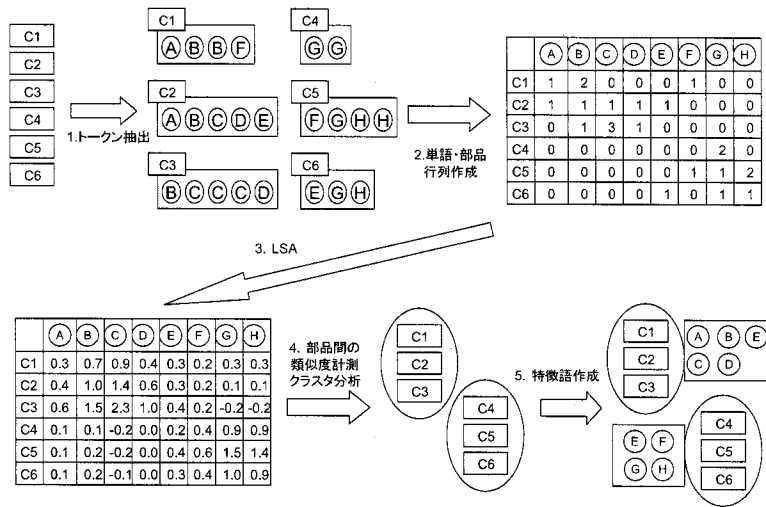 C1
C2
C3
C4
C5
C6
1.トークン抽出
C1
A B B F
C4
G G
C2
A B C D E
C5
F G H H
C3
B C C C D
C6
E G H
2.単語・部品
行列作成
A B C D E F G H
C1 1 2 0 0 0 1 0 0
C2 1 1 1 1 1 0 0 0
C3 0 1 3 1 0 0 0 0
C4 0 0 0 0 0 0 2 0
C5 0 0 0 0 0 1 1 2
C6 0 0 0 0 1 0 1 1
3. LSA
A B C D E F G H
C1 0.3 0.7 0.9 0.4 0.3 0.2 0.3 0.3
C2 0.4 1.0 1.4 0.6 0.3 0.2 0.1 0.1
C3 0.6 1.5 2.3 1.0 0.4 0.2 -0.2 -0.2
C4 0.1 0.1 -0.2 0.0 0.2 0.4 0.9 0.9
C5 0.1 0.2 -0.2 0.0 0.4 0.6 1.5 1.4
C6 0.1 0.2 -0.1 0.0 0.3 0.4 1.0 0.9
4. 部品間の
類似度計測
クラスタ分析
C1
C2
C3
C4
C5
C6
5. 特徴語作成
C1
C2
C3
A B E
C D
E F
G H
C4
C5
C6